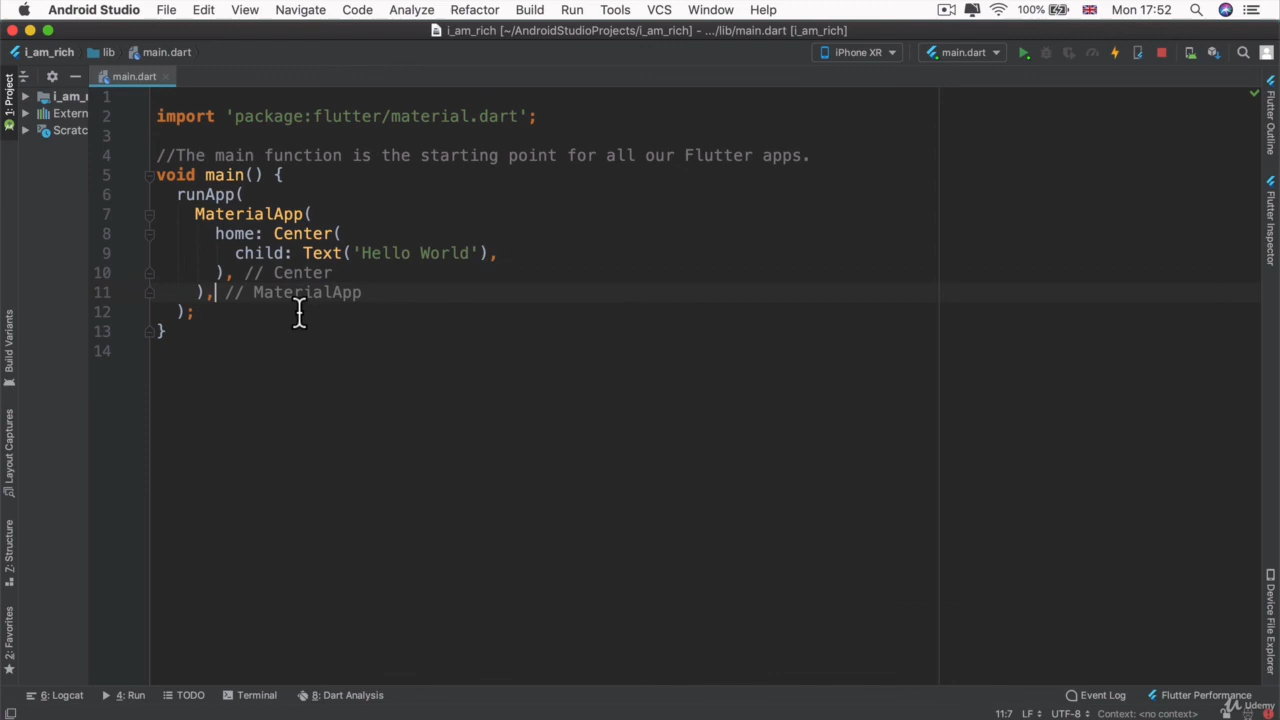 Android Studio File Edit View Navigate Code Analyze Refactor Build Run Tools VCS Window Help 100% Mon 17:52
i_am_rich [~/AndroidStudioProjects/i_am_rich] - .../lib/main.dart [i_am_rich]
i_am_rich lib main.dart iPhone XR main.dart
main.dart
1: Project
i_am_r
Extern
Scratc
Build Variants
Layout Captures
Z: Structure
2: Favorites
1
2 import 'package:flutter/material.dart';
3
4 //The main function is the starting point for all our Flutter apps.
5 void main() {
6 runApp(
7 MaterialApp(
8 home: Center(
9 child: Text('Hello World'),
10 ), // Center
11 ), // MaterialApp
12 );
13 }
14
Flutter Outline
Flutter Inspector
Device File Explorer
6: Logcat 4: Run TODO Terminal 8: Dart Analysis Event Log Flutter Performance
11:7 LF UTF-8 Context: <no context>
Udemy